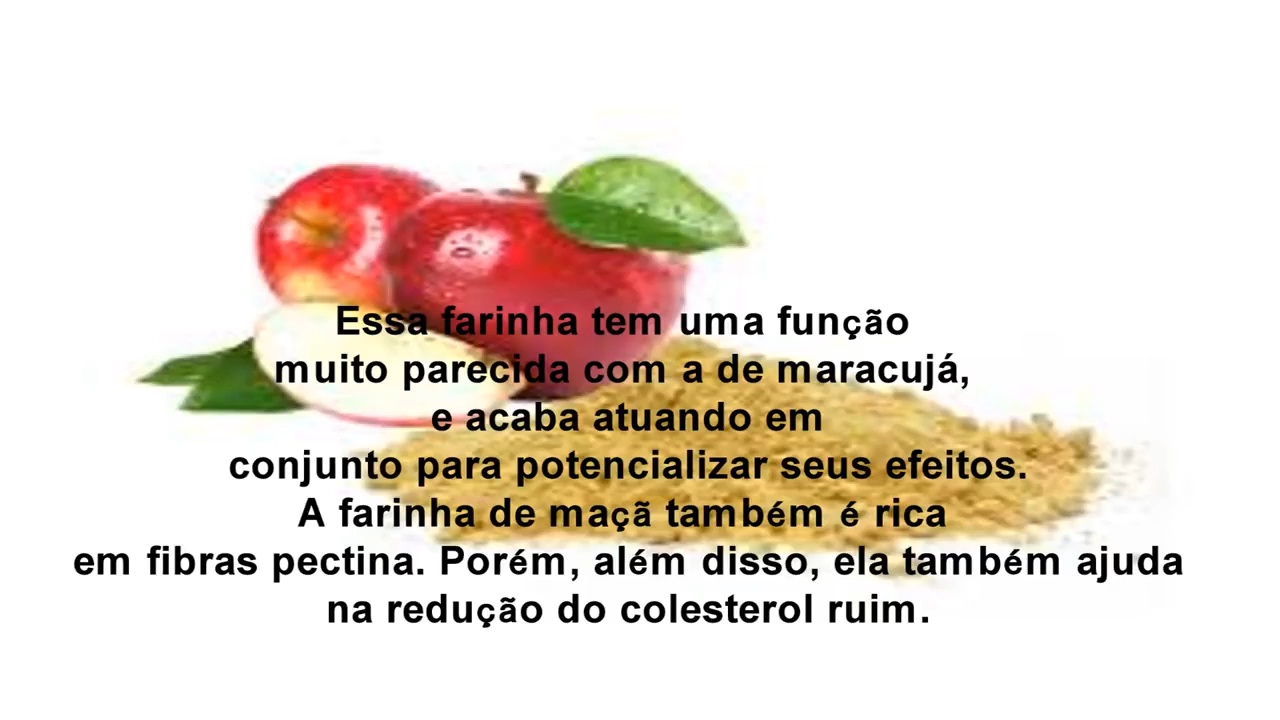 Essa farinha tem uma função
muito parecida com a de maracujá,
e acaba atuando em
conjunto para potencializar seus efeitos.
A farinha de maçã também é rica
em fibras pectina. Porém, além disso, ela também ajuda
na redução do colesterol ruim.